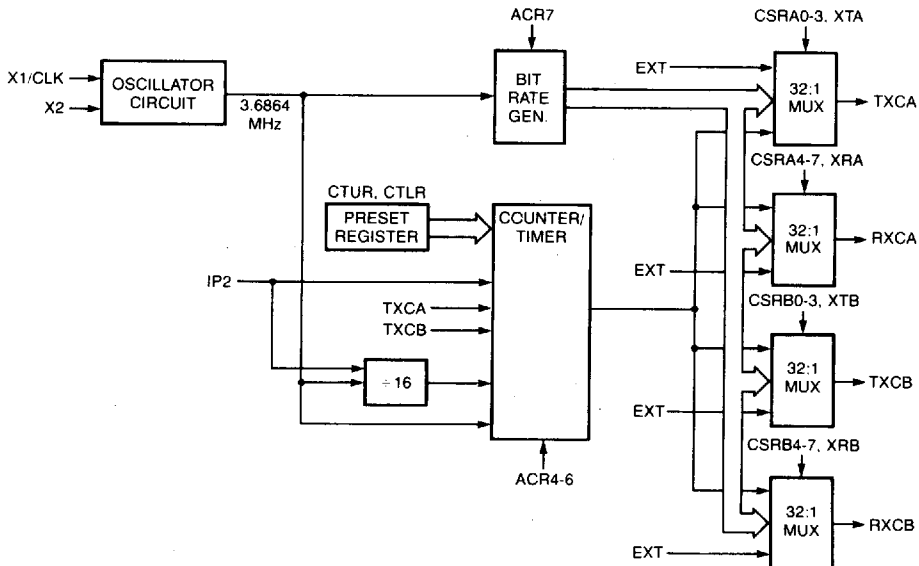 ACR7
CSRA0-3, XTA
X1/CLK
X2
OSCILLATOR
CIRCUIT
3.6864
MHz
BIT
RATE
GEN.
EXT
32:1
MUX
TXCA
CSRA4-7, XRA
CTUR, CTLR
PRESET
REGISTER
COUNTER/
TIMER
32:1
MUX
RXCA
EXT
IP2
TXCA
TXCB
÷16
CSRB0-3, XTB
32:1
MUX
TXCB
EXT
ACR4-6
CSRB4-7, XRB
32:1
MUX
RXCB
EXT